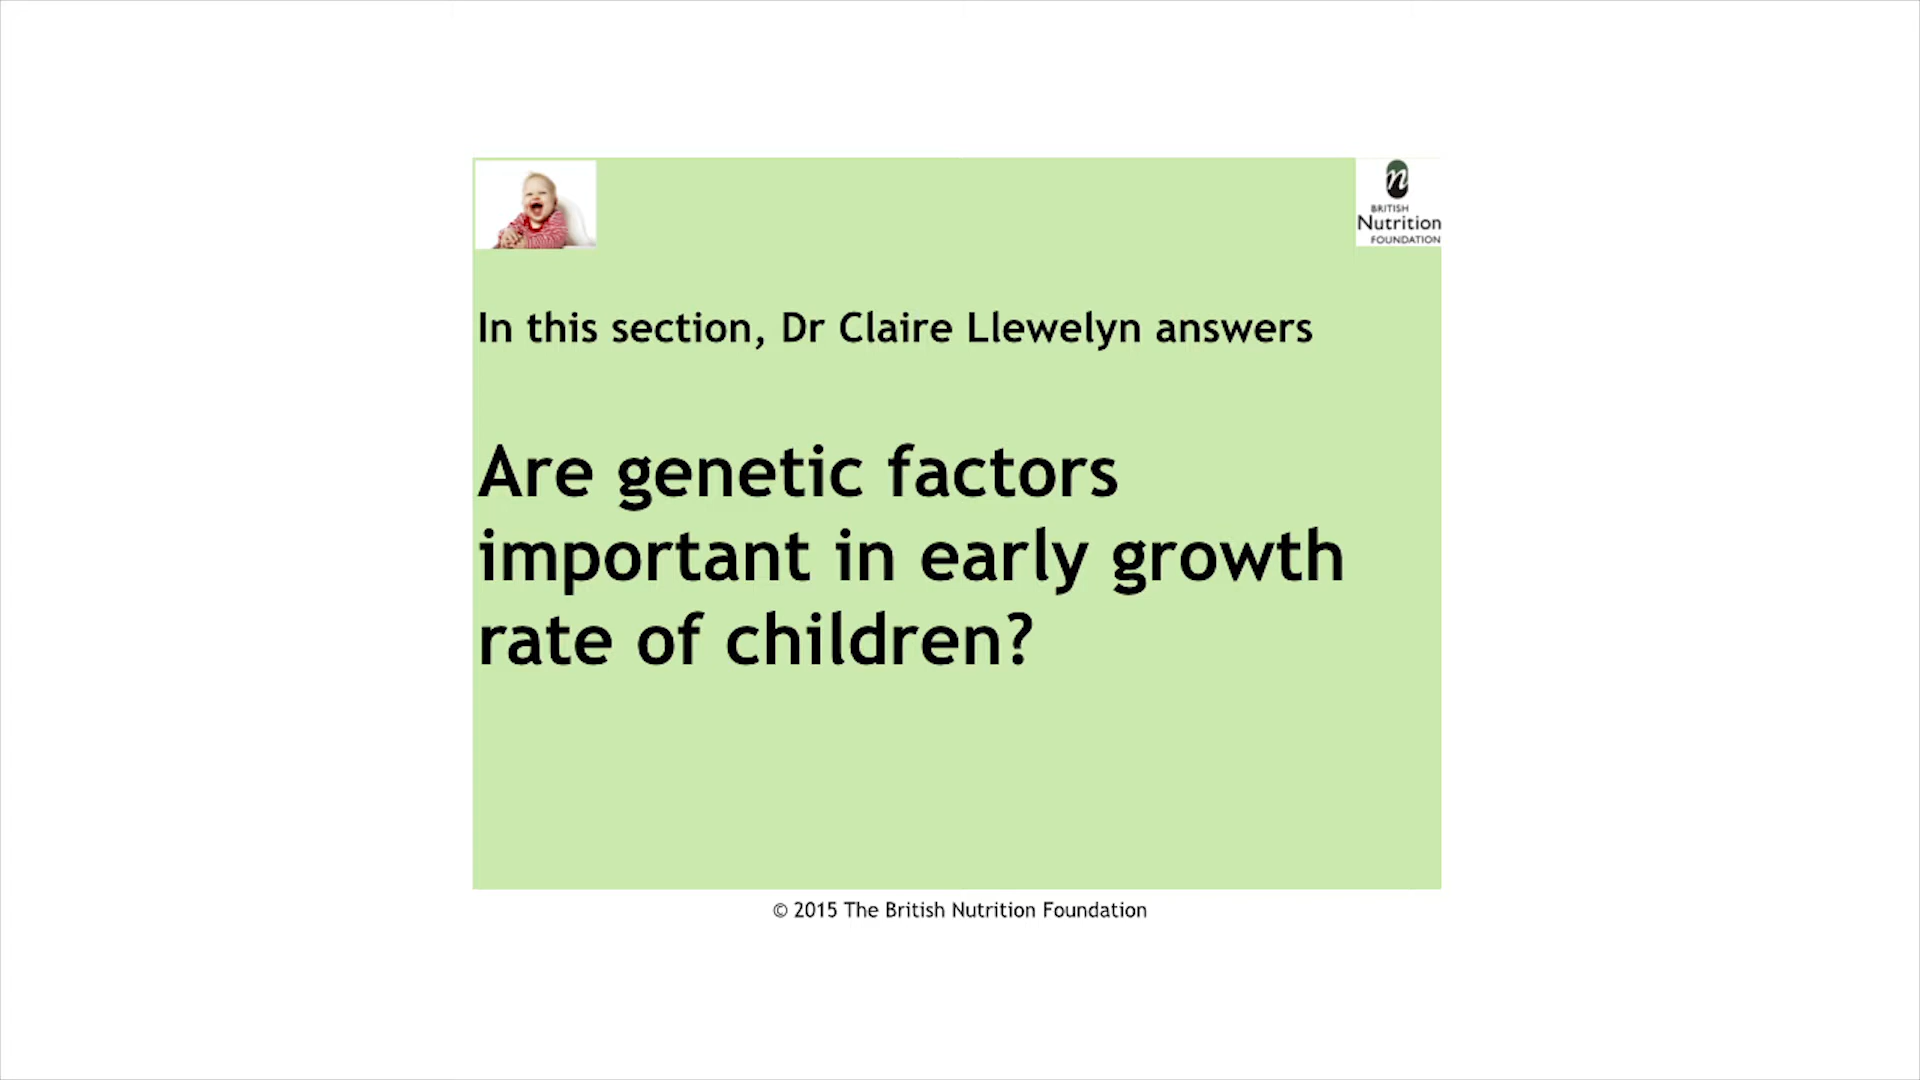 n
BRITISH
Nutrition
FOUNDATION
In this section, Dr Claire Llewelyn answers
Are genetic factors
important in early growth
rate of children?
© 2015 The British Nutrition Foundation